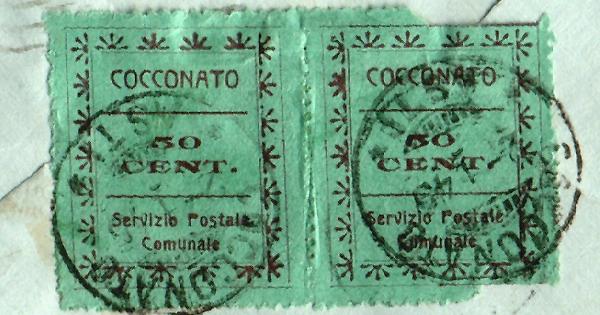 COCCONATO
50
CENT.
Servizio Postale
Comunale
COCCONATO
50
CENT.
Servizio Postale
Comunale